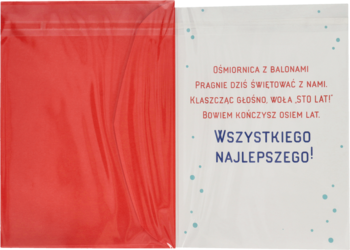 Ośmiornica z balonami
Pragnie dziś świętować z nami.
Klaszcząc głośno, woła „Sto lat!”
Bowiem kończysz osiem lat.
Wszystkiego
najlepszego!